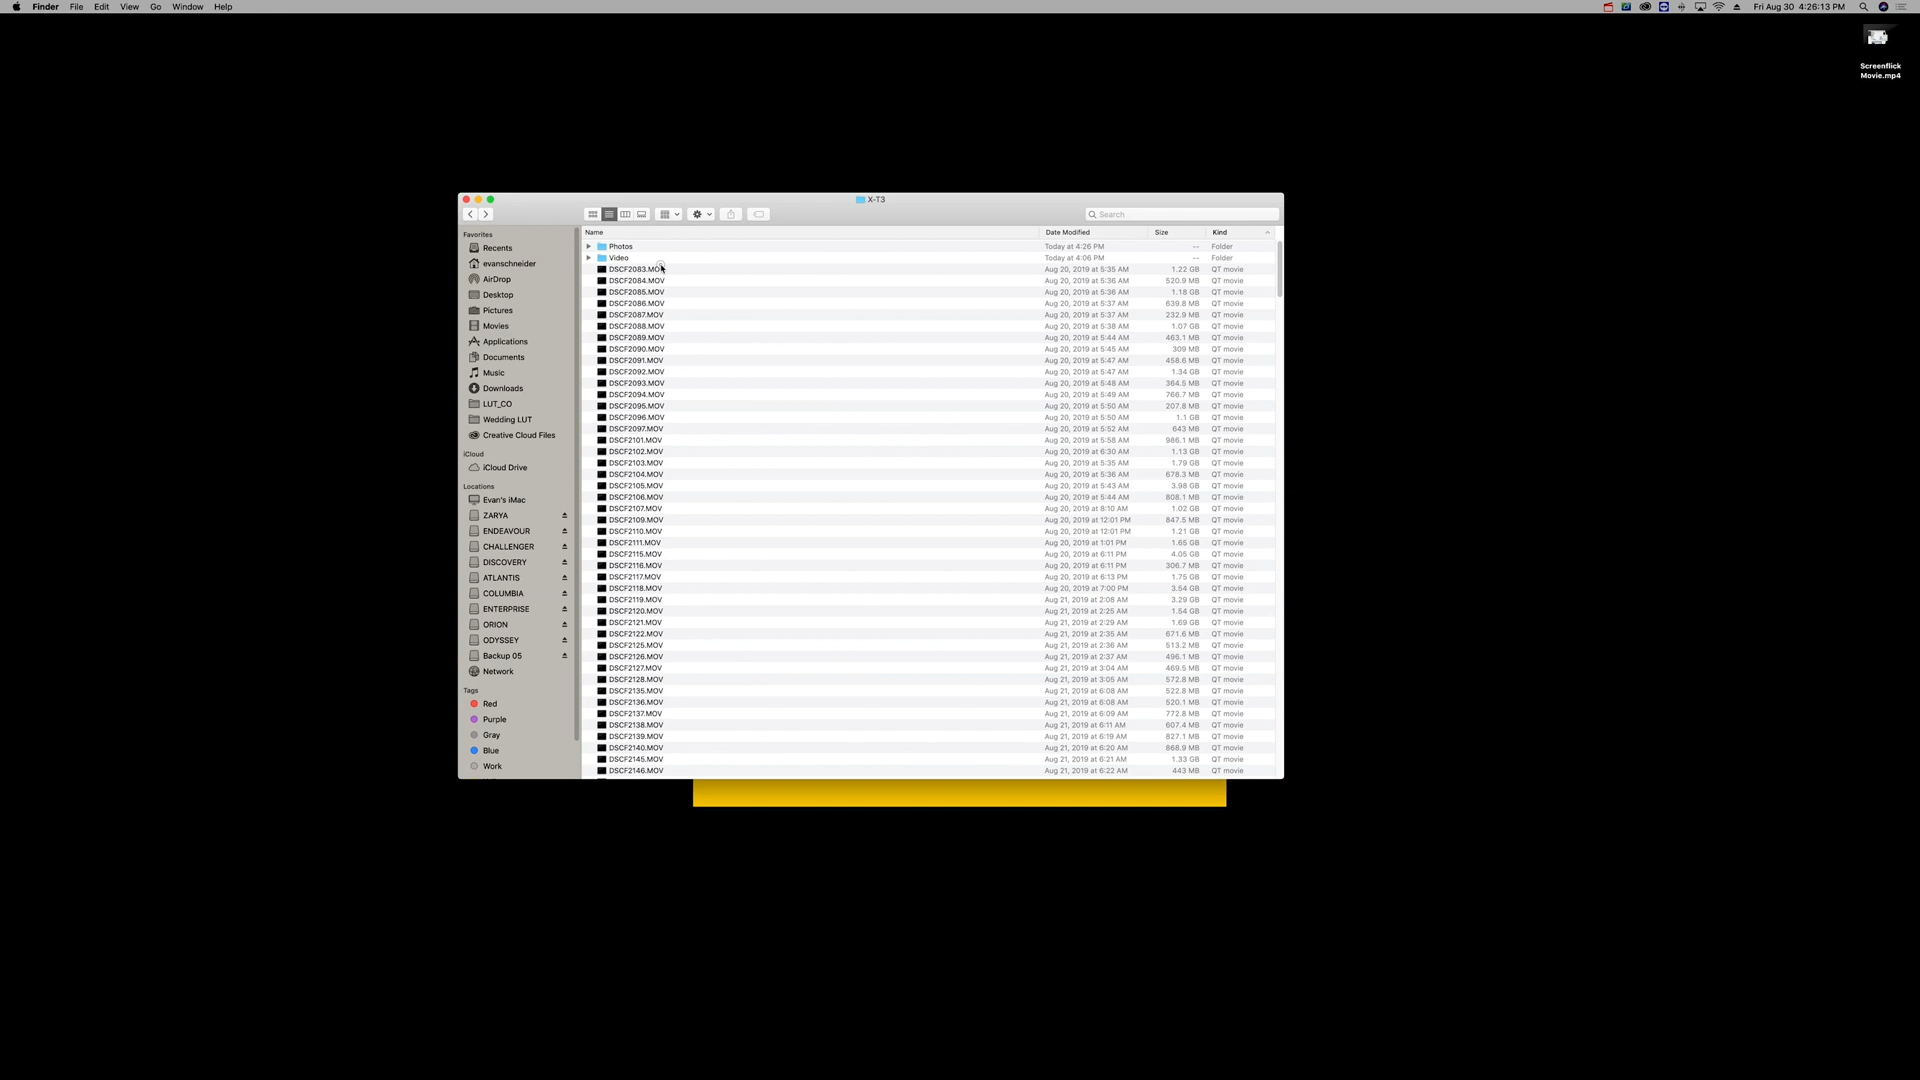 Finder File Edit View Go Window Help Fri Aug 30 4:26:13 PM
Screenflick
Movie.mp4
X-T3
Search
Favorites
Recents
evanschneider
AirDrop
Desktop
Pictures
Movies
Applications
Documents
Music
Downloads
LUT_CO
Wedding LUT
Creative Cloud Files
iCloud
iCloud Drive
Locations
Evan's iMac
ZARYA
ENDEAVOUR
CHALLENGER
DISCOVERY
ATLANTIS
COLUMBIA
ENTERPRISE
ORION
ODYSSEY
Backup 05
Network
Tags
Red
Purple
Gray
Blue
Work
Name Date Modified Size Kind
Photos Today at 4:26 PM -- Folder
Video Today at 4:06 PM -- Folder
DSCF2083.MOV Aug 20, 2019 at 5:35 AM 1.22 GB QT movie
DSCF2084.MOV Aug 20, 2019 at 5:36 AM 520.9 MB QT movie
DSCF2085.MOV Aug 20, 2019 at 5:36 AM 1.18 GB QT movie
DSCF2086.MOV Aug 20, 2019 at 5:37 AM 639.8 MB QT movie
DSCF2087.MOV Aug 20, 2019 at 5:37 AM 232.9 MB QT movie
DSCF2088.MOV Aug 20, 2019 at 5:38 AM 1.07 GB QT movie
DSCF2089.MOV Aug 20, 2019 at 5:44 AM 463.1 MB QT movie
DSCF2090.MOV Aug 20, 2019 at 5:45 AM 309 MB QT movie
DSCF2091.MOV Aug 20, 2019 at 5:47 AM 458.6 MB QT movie
DSCF2092.MOV Aug 20, 2019 at 5:47 AM 1.34 GB QT movie
DSCF2093.MOV Aug 20, 2019 at 5:48 AM 364.5 MB QT movie
DSCF2094.MOV Aug 20, 2019 at 5:49 AM 766.7 MB QT movie
DSCF2095.MOV Aug 20, 2019 at 5:50 AM 207.8 MB QT movie
DSCF2096.MOV Aug 20, 2019 at 5:50 AM 1.1 GB QT movie
DSCF2097.MOV Aug 20, 2019 at 5:52 AM 643 MB QT movie
DSCF2101.MOV Aug 20, 2019 at 5:58 AM 986.1 MB QT movie
DSCF2102.MOV Aug 20, 2019 at 6:30 AM 1.13 GB QT movie
DSCF2103.MOV Aug 20, 2019 at 5:35 AM 1.79 GB QT movie
DSCF2104.MOV Aug 20, 2019 at 5:36 AM 678.3 MB QT movie
DSCF2105.MOV Aug 20, 2019 at 5:43 AM 3.98 GB QT movie
DSCF2106.MOV Aug 20, 2019 at 5:44 AM 808.1 MB QT movie
DSCF2107.MOV Aug 20, 2019 at 8:10 AM 1.02 GB QT movie
DSCF2109.MOV Aug 20, 2019 at 12:01 PM 847.5 MB QT movie
DSCF2110.MOV Aug 20, 2019 at 12:01 PM 1.21 GB QT movie
DSCF2111.MOV Aug 20, 2019 at 1:01 PM 1.65 GB QT movie
DSCF2115.MOV Aug 20, 2019 at 6:11 PM 4.05 GB QT movie
DSCF2116.MOV Aug 20, 2019 at 6:11 PM 306.7 MB QT movie
DSCF2117.MOV Aug 20, 2019 at 6:13 PM 1.75 GB QT movie
DSCF2118.MOV Aug 20, 2019 at 7:00 PM 3.54 GB QT movie
DSCF2119.MOV Aug 21, 2019 at 2:08 AM 3.29 GB QT movie
DSCF2120.MOV Aug 21, 2019 at 2:25 AM 1.54 GB QT movie
DSCF2121.MOV Aug 21, 2019 at 2:29 AM 1.69 GB QT movie
DSCF2122.MOV Aug 21, 2019 at 2:35 AM 671.6 MB QT movie
DSCF2125.MOV Aug 21, 2019 at 2:36 AM 513.2 MB QT movie
DSCF2126.MOV Aug 21, 2019 at 2:37 AM 496.1 MB QT movie
DSCF2127.MOV Aug 21, 2019 at 3:04 AM 469.5 MB QT movie
DSCF2128.MOV Aug 21, 2019 at 3:05 AM 572.8 MB QT movie
DSCF2135.MOV Aug 21, 2019 at 6:08 AM 522.8 MB QT movie
DSCF2136.MOV Aug 21, 2019 at 6:08 AM 520.1 MB QT movie
DSCF2137.MOV Aug 21, 2019 at 6:09 AM 772.8 MB QT movie
DSCF2138.MOV Aug 21, 2019 at 6:11 AM 607.4 MB QT movie
DSCF2139.MOV Aug 21, 2019 at 6:19 AM 827.1 MB QT movie
DSCF2140.MOV Aug 21, 2019 at 6:20 AM 868.9 MB QT movie
DSCF2145.MOV Aug 21, 2019 at 6:21 AM 1.33 GB QT movie
DSCF2146.MOV Aug 21, 2019 at 6:22 AM 443 MB QT movie